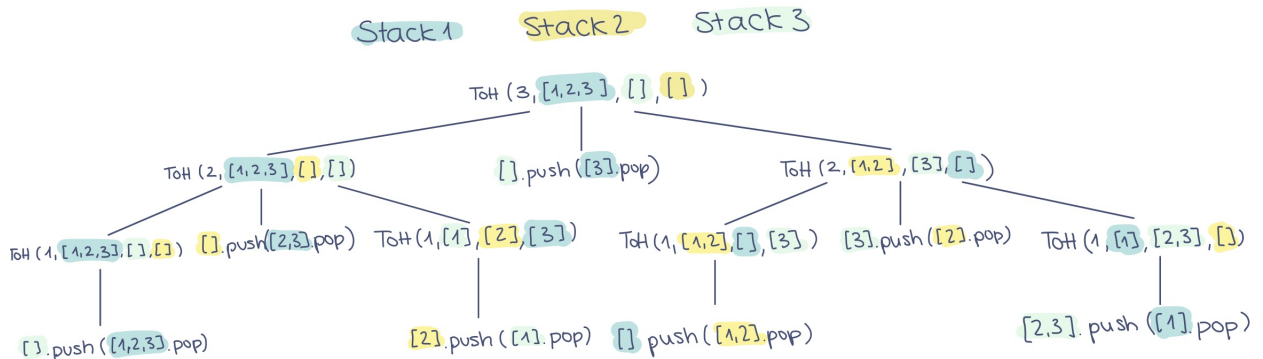 Stack 1 Stack 2 Stack 3
ToH (3, [1,2,3], [ ], [ ] )
ToH (2, [1,2,3], [ ], [ ])
[ ].push([3].pop)
ToH (2, [1,2], [3], [ ] )
ToH (1, [1,2,3], [ ], [ ])
[ ].push([2,3].pop)
ToH (1, [1], [2], [3])
ToH (1, [1,2], [ ], [3] )
[3].push([2].pop)
ToH (1, [1], [2,3], [ ])
[ ].push([1,2,3].pop)
[2].push([1].pop)
[ ] push([1,2].pop)
[2,3]. push ([1].pop)